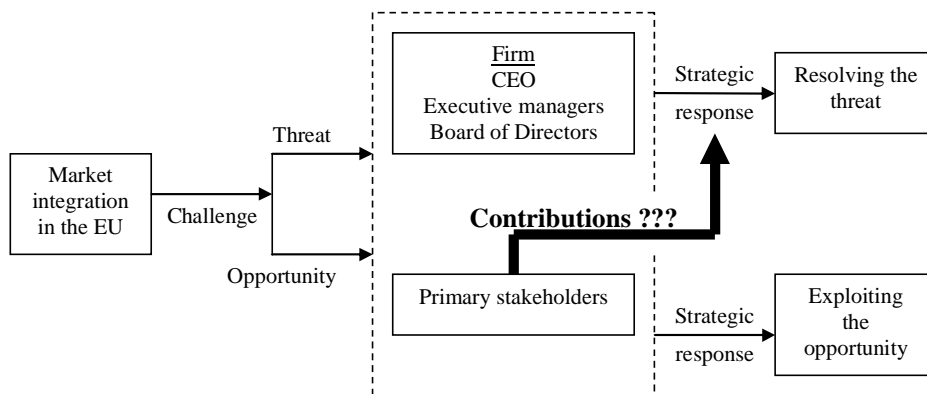 Market
integration
in the EU
Challenge
Threat
Opportunity
Firm
CEO
Executive managers
Board of Directors
Contributions ???
Primary stakeholders
Strategic
response
Resolving the
threat
Strategic
response
Exploiting
the
opportunity